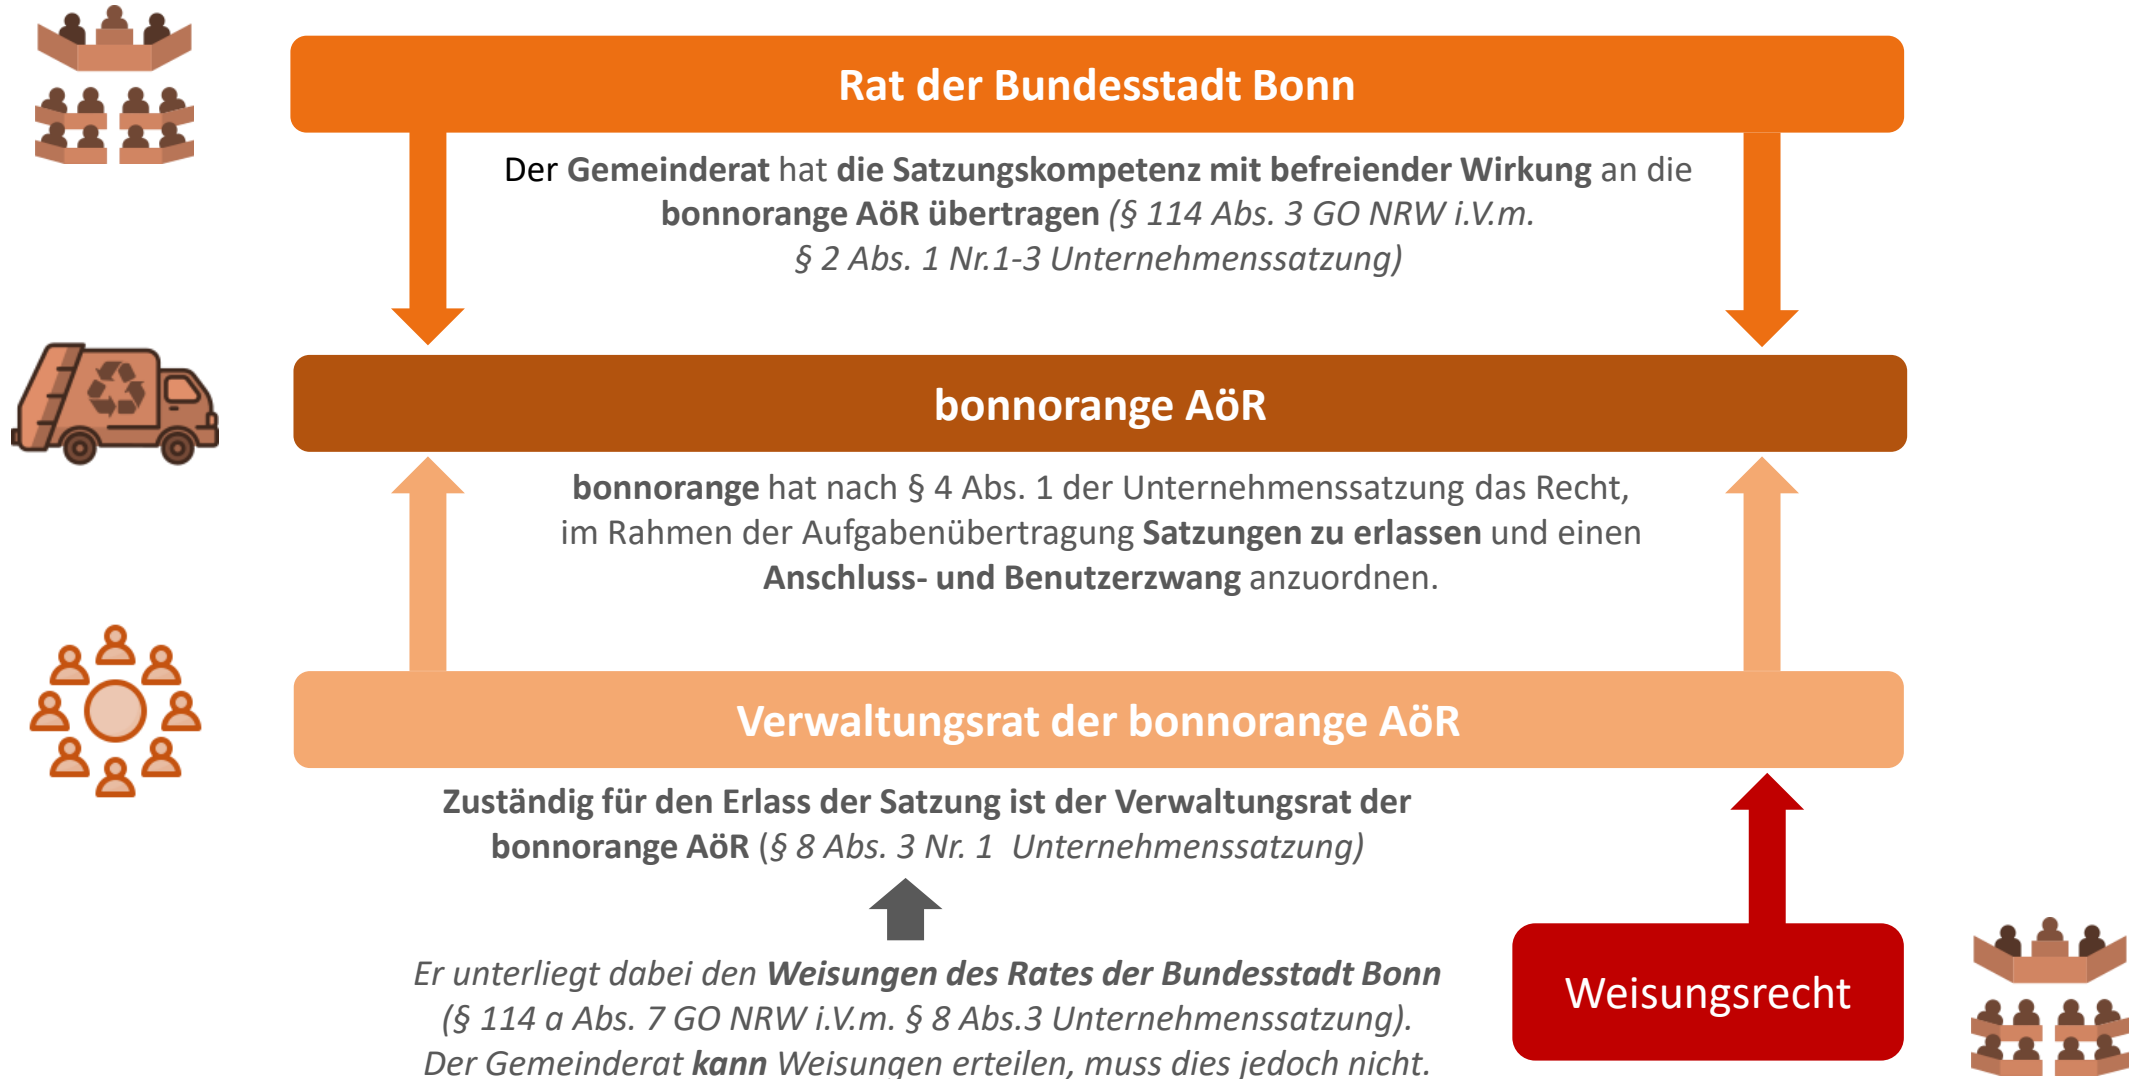 Rat der Bundesstadt Bonn
Der Gemeinderat hat die Satzungskompetenz mit befreiender Wirkung an die
bonnorange AöR übertragen (§ 114 Abs. 3 GO NRW i.V.m.
§ 2 Abs. 1 Nr.1-3 Unternehmenssatzung)
bonnorange AöR
bonnorange hat nach § 4 Abs. 1 der Unternehmenssatzung das Recht,
im Rahmen der Aufgabenübertragung Satzungen zu erlassen und einen
Anschluss- und Benutzerzwang anzuordnen.
Verwaltungsrat der bonnorange AöR
Zuständig für den Erlass der Satzung ist der Verwaltungsrat der
bonnorange AöR (§ 8 Abs. 3 Nr. 1 Unternehmenssatzung)
Er unterliegt dabei den Weisungen des Rates der Bundesstadt Bonn
(§ 114 a Abs. 7 GO NRW i.V.m. § 8 Abs.3 Unternehmenssatzung).
Der Gemeinderat kann Weisungen erteilen, muss dies jedoch nicht.
Weisungsrecht